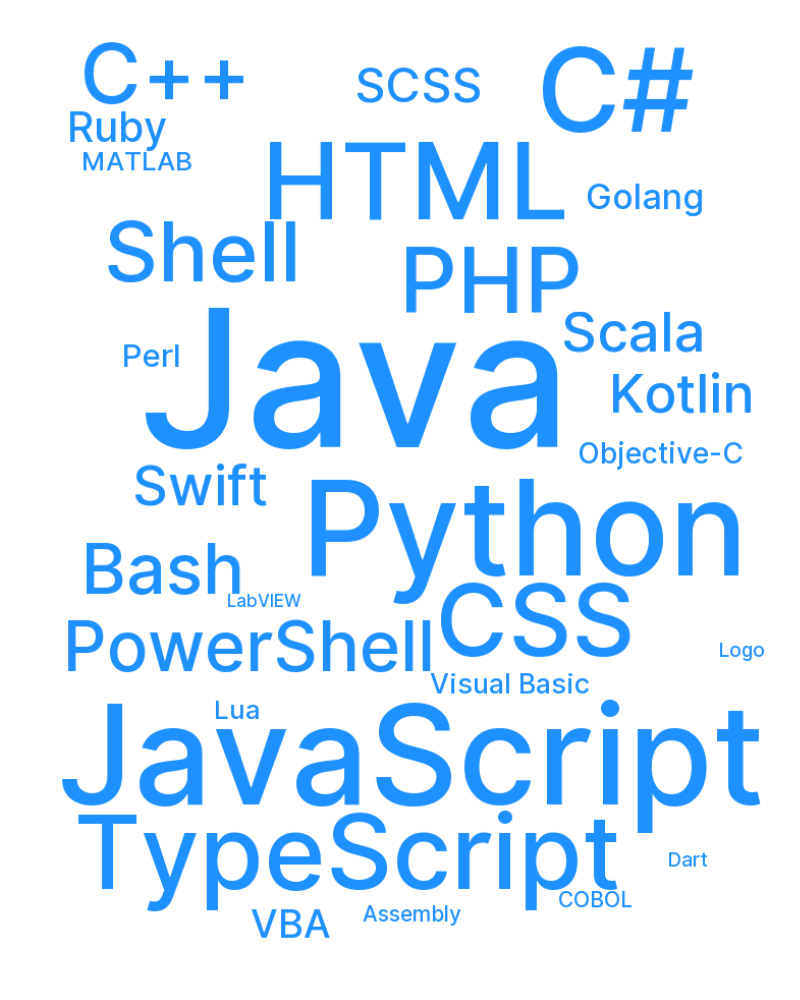 C++
SCSS
C#
Ruby
MATLAB
HTML
Golang
Shell
PHP
Java
Scala
Perl
Kotlin
Objective-C
Swift
Python
Bash
LabVIEW
CSS
PowerShell
Logo
Visual Basic
Lua
JavaScript
TypeScript
Dart
COBOL
VBA
Assembly